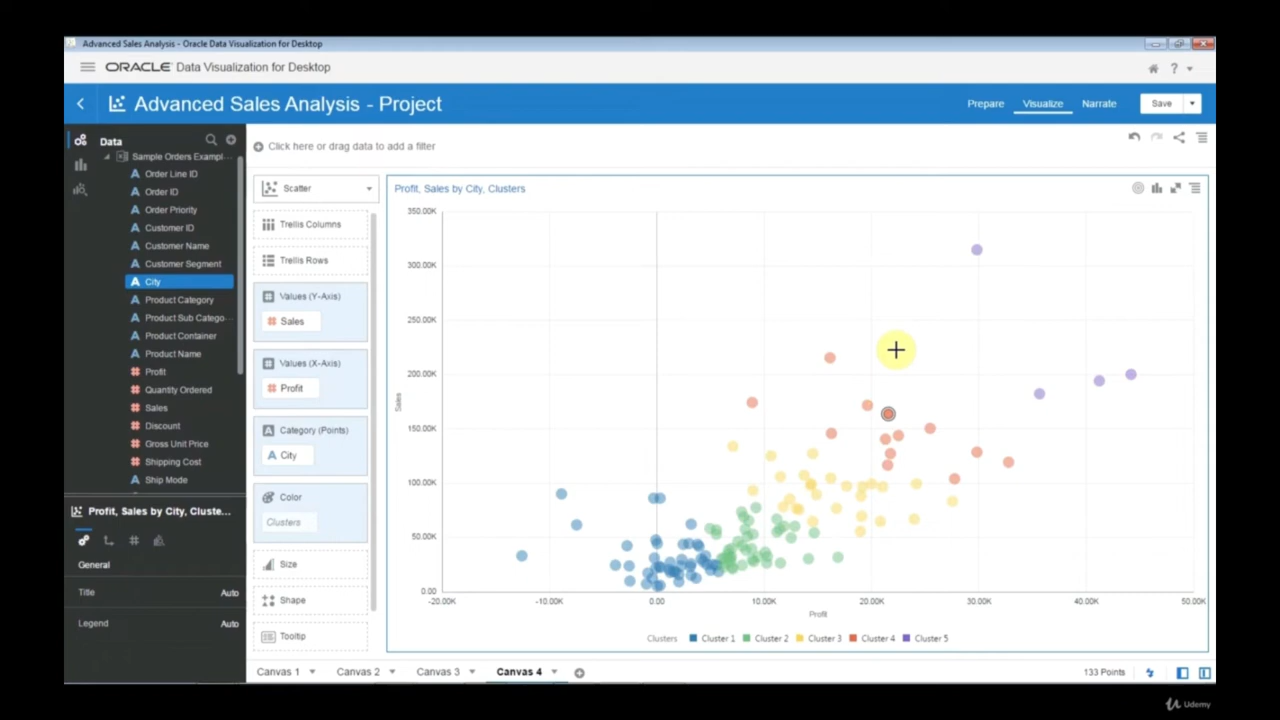 Advanced Sales Analysis - Oracle Data Visualization for Desktop
ORACLE Data Visualization for Desktop
?
Advanced Sales Analysis - Project
Prepare
Visualize
Narrate
Save
Data
Sample Orders Exampl...
A Order Line ID
A Order ID
A Order Priority
A Customer ID
A Customer Name
A Customer Segment
A City
A Product Category
A Product Sub Catego...
A Product Container
A Product Name
# Profit
# Quantity Ordered
# Sales
# Discount
# Gross Unit Price
# Shipping Cost
A Ship Mode
Profit, Sales by City, Cluste...
General
Title Auto
Legend Auto
Click here or drag data to add a filter
Scatter
Trellis Columns
Trellis Rows
Values (Y-Axis)
# Sales
Values (X-Axis)
# Profit
Category (Points)
A City
Color
Clusters
Size
Shape
Tooltip
Profit, Sales by City, Clusters
350.00K
300.00K
250.00K
200.00K
150.00K
100.00K
50.00K
0.00
Sales
-20.00K -10.00K 0.00 10.00K 20.00K 30.00K 40.00K 50.00K
Profit
Clusters Cluster 1 Cluster 2 Cluster 3 Cluster 4 Cluster 5
Canvas 1 Canvas 2 Canvas 3 Canvas 4
133 Points
Udemy